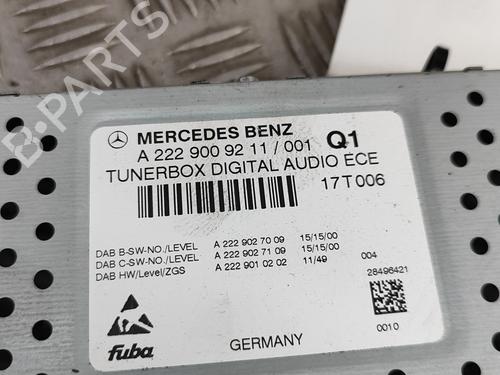 MERCEDES BENZ
A 222 900 92 11 / 001 Q1
TUNERBOX DIGITAL AUDIO ECE
17T006
DAB B-SW-NO./LEVEL A 222 902 70 09 15/15/00
DAB C-SW-NO./LEVEL A 222 902 71 09 15/15/00 004
DAB HW/Level/ZGS A 222 901 02 02 11/49
28496421
fuba
GERMANY
0010